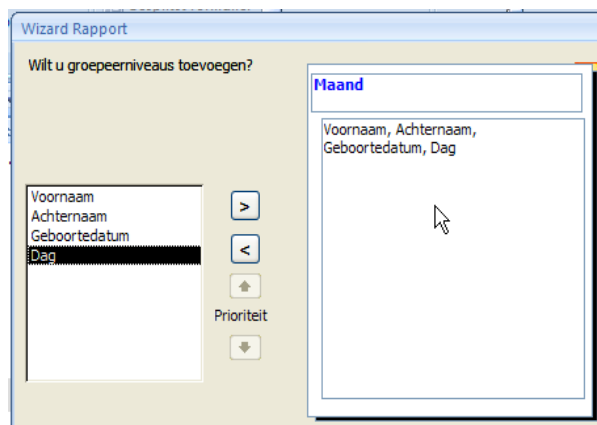 Wizard Rapport
Wilt u groepeerniveaus toevoegen?
Maand
Voornaam, Achternaam,
Geboortedatum, Dag
Voornaam
Achternaam
Geboortedatum
Dag
>
<
Prioriteit